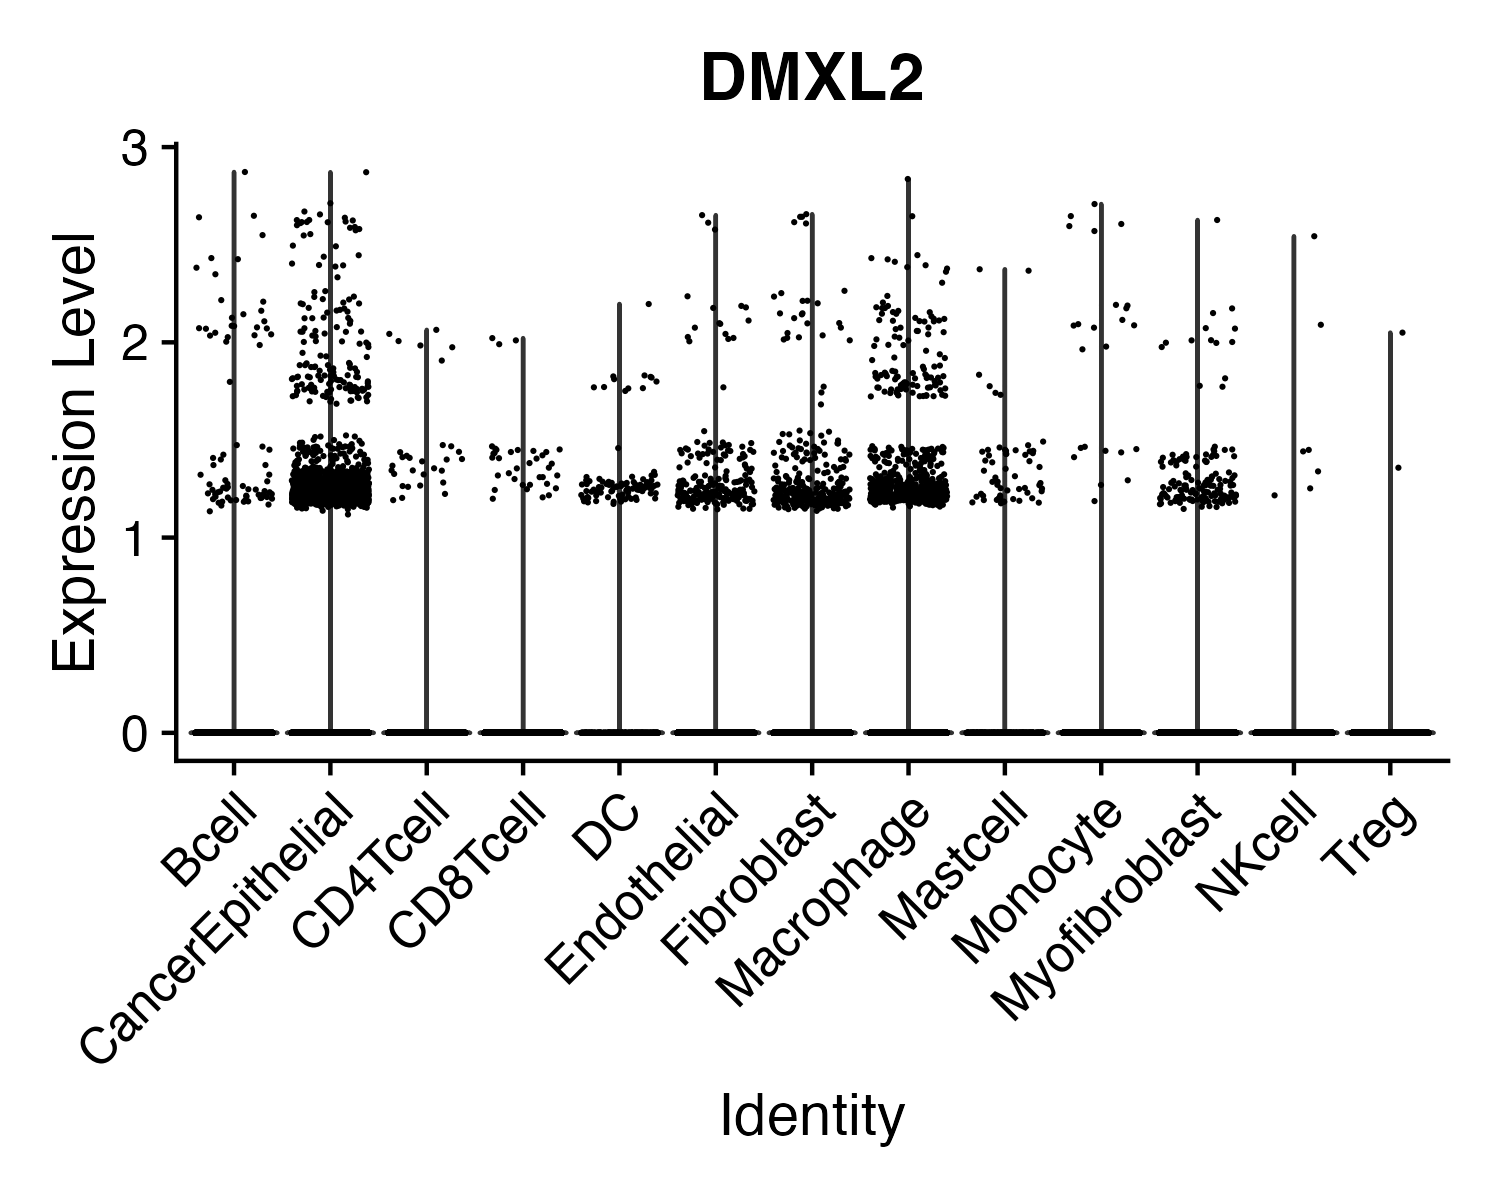 DMXL2
Expression Level
3
2
1
0
Bcell
CancerEpithelial
CD4Tcell
CD8Tcell
DC
Endothelial
Fibroblast
Macrophage
Mastcell
Monocyte
Myofibroblast
NKcell
Treg
Identity